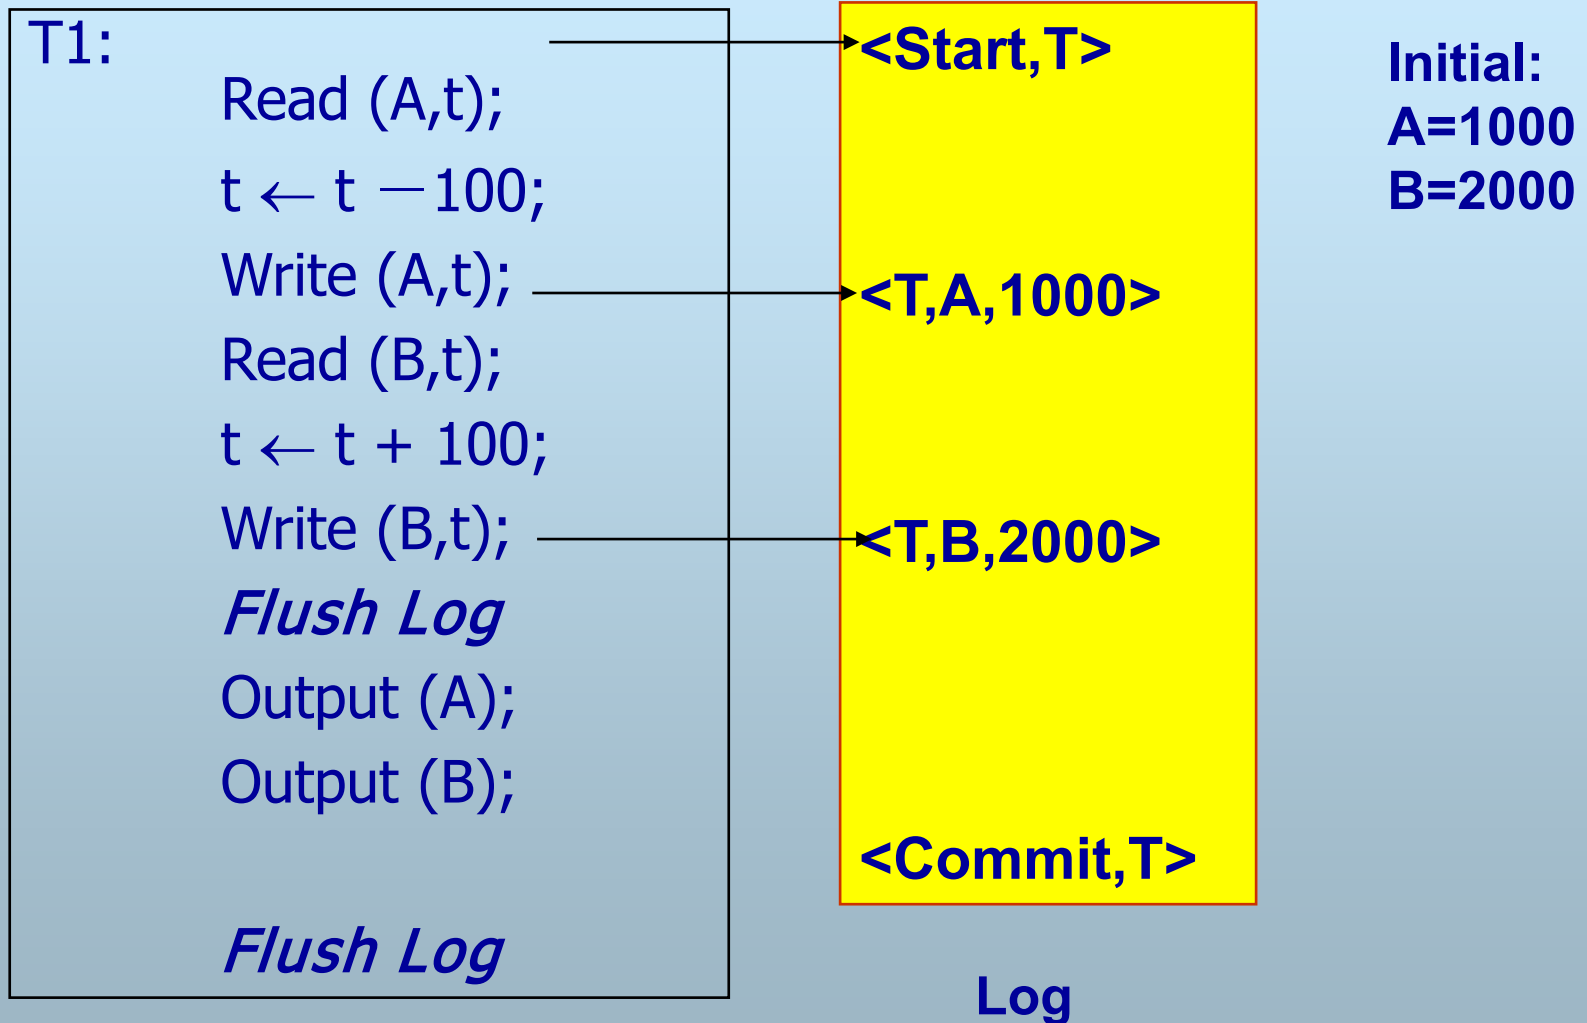 T1:
Read (A,t);
t ← t －100;
Write (A,t);
Read (B,t);
t ← t + 100;
Write (B,t);
Flush Log
Output (A);
Output (B);
Flush Log
<Start,T>
<T,A,1000>
<T,B,2000>
<Commit,T>
Log
Initial:
A=1000
B=2000